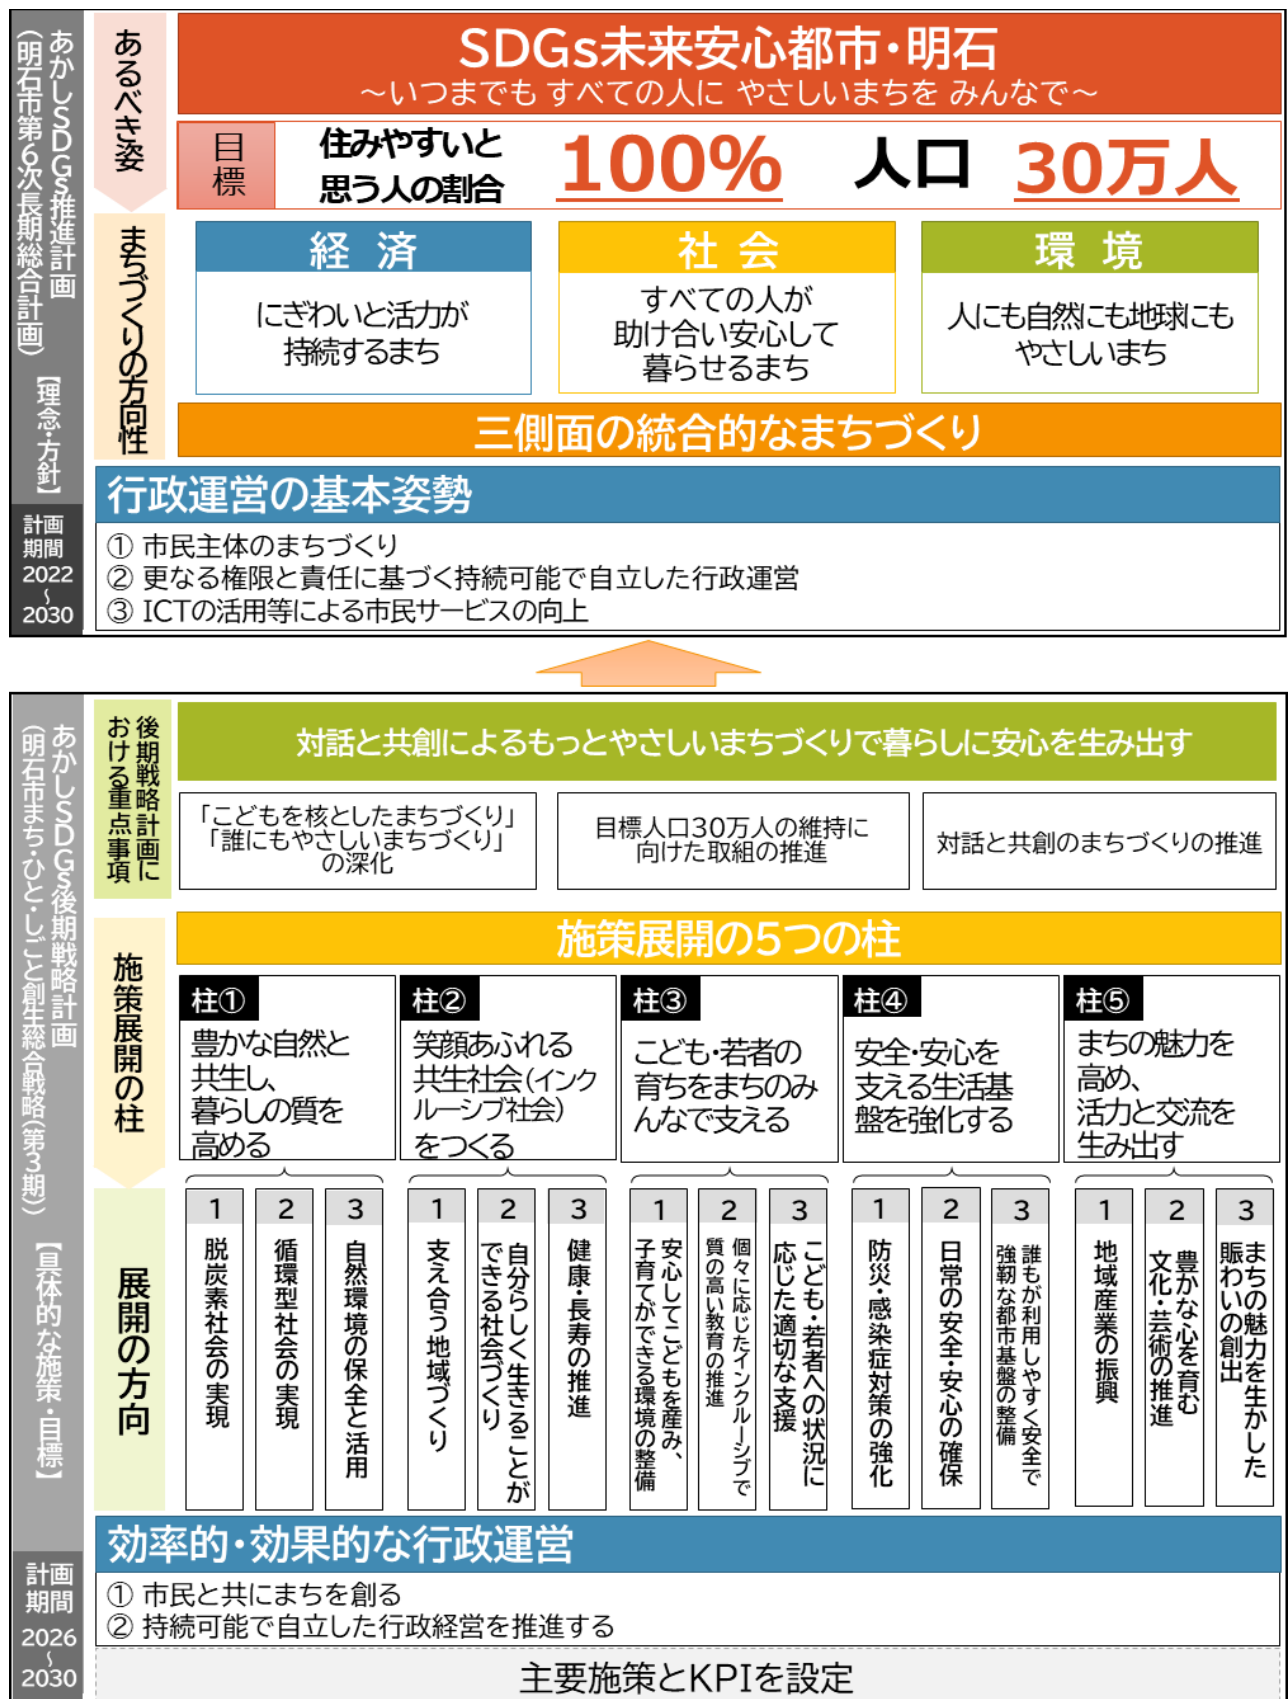 あかしSDGs推進計画
(明石市第6次長期総合計画)
【理念・方針】
計画
期間
2022
～
2030
あるべき姿
SDGs未来安心都市・明石
～いつまでも すべての人に やさしいまちを みんなで～
目標
住みやすいと
思う人の割合
100%
人口
30万人
まちづくりの方向性
経 済
にぎわいと活力が
持続するまち
社 会
すべての人が
助け合い安心して
暮らせるまち
環 境
人にも自然にも地球にも
やさしいまち
三側面の統合的なまちづくり
行政運営の基本姿勢
① 市民主体のまちづくり
② 更なる権限と責任に基づく持続可能で自立した行政運営
③ ICTの活用等による市民サービスの向上
あかしSDGs後期戦略計画
(明石市まち・ひと・しごと創生総合戦略(第3期))
【具体的な施策・目標】
計画
期間
2026
～
2030
後期戦略計画に
おける重点事項
対話と共創によるもっとやさしいまちづくりで暮らしに安心を生み出す
「こどもを核としたまちづくり」
「誰にもやさしいまちづくり」
の深化
目標人口30万人の維持に
向けた取組の推進
対話と共創のまちづくりの推進
施策展開の柱
施策展開の5つの柱
柱①
豊かな自然と
共生し、
暮らしの質を
高める
柱②
笑顔あふれる
共生社会(インク
ルーシブ社会)
をつくる
柱③
こども・若者の
育ちをまちのみ
んなで支える
柱④
安全・安心を
支える生活基
盤を強化する
柱⑤
まちの魅力を
高め、
活力と交流を
生み出す
展開の方向
1
脱炭素社会の実現
2
循環型社会の実現
3
自然環境の保全と活用
1
支え合う地域づくり
2
自分らしく生きることが
できる社会づくり
3
健康・長寿の推進
1
安心してこどもを産み、
子育てができる環境の整備
2
個々に応じたインクルーシブで
質の高い教育の推進
3
こども・若者への状況に
応じた適切な支援
1
防災・感染症対策の強化
2
日常の安全・安心の確保
3
誰もが利用しやすく安全で
強靭な都市基盤の整備
1
地域産業の振興
2
豊かな心を育む
文化・芸術の推進
3
まちの魅力を生かした
賑わいの創出
効率的・効果的な行政運営
① 市民と共にまちを創る
② 持続可能で自立した行政経営を推進する
主要施策とKPIを設定